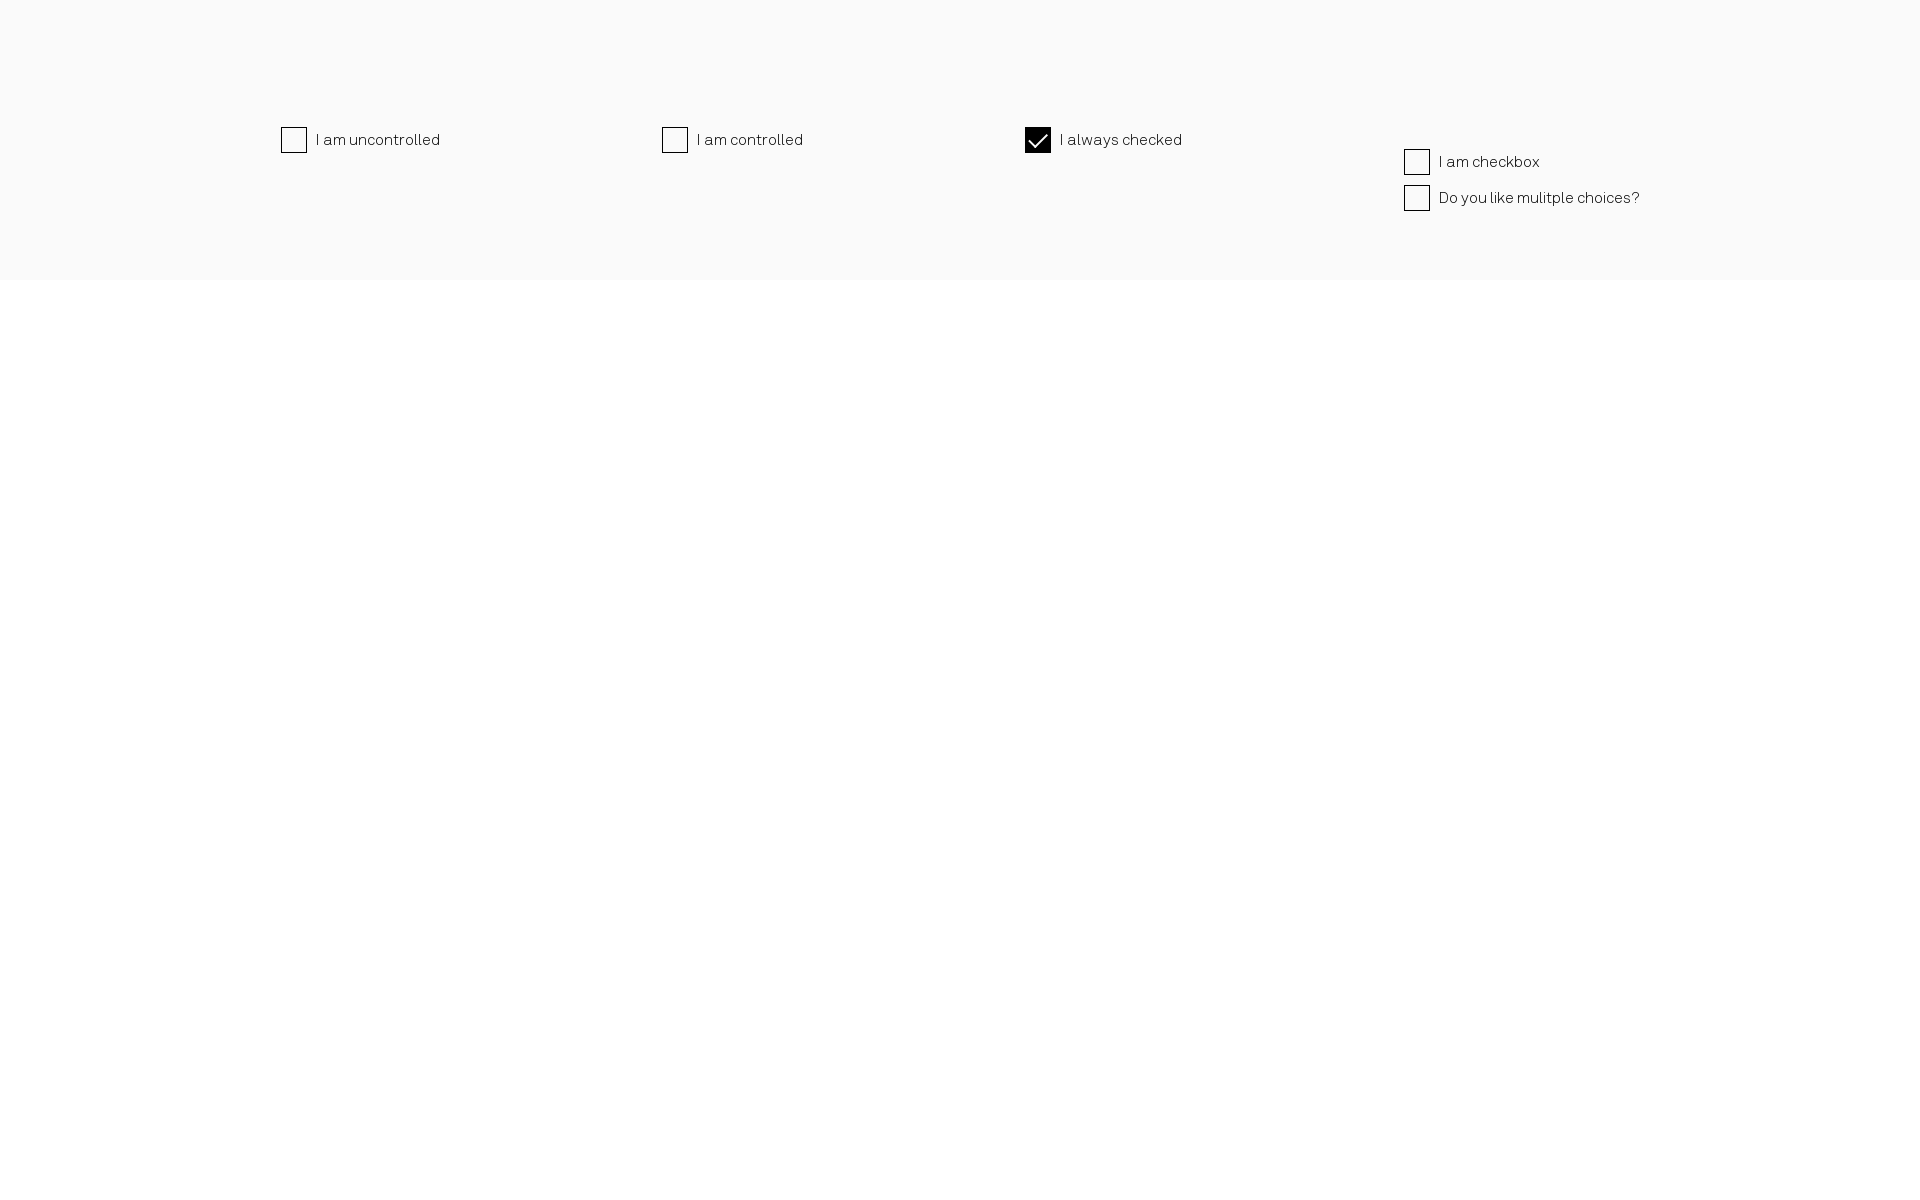 I am uncontrolled
I am controlled
I always checked
I am checkbox
Do you like mulitple choices?